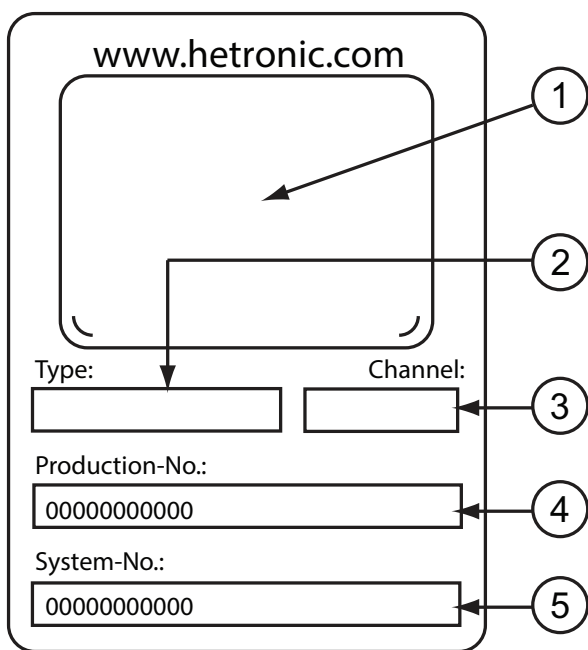 www.hetronic.com
1
2
Type: Channel:
3
Production-No.:
00000000000
4
System-No.:
00000000000
5